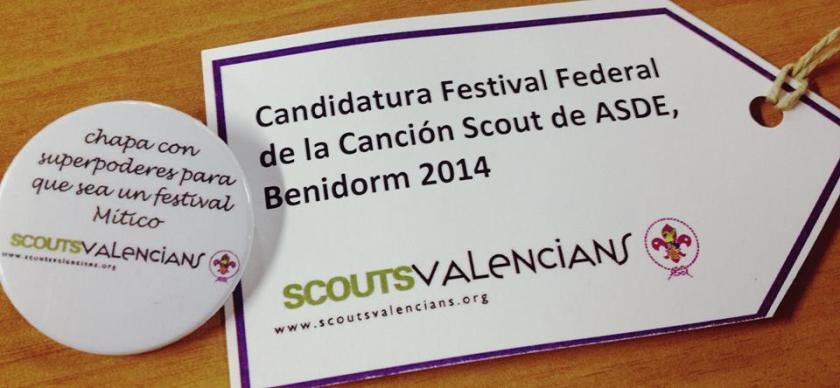 chapa con
superpoderes para
que sea un festival
Mítico
SCOUTSVALENCIANS
www.scoutsvalencians.org
Candidatura Festival Federal
de la Canción Scout de ASDE,
Benidorm 2014
SCOUTSVALENCIANS
www.scoutsvalencians.org